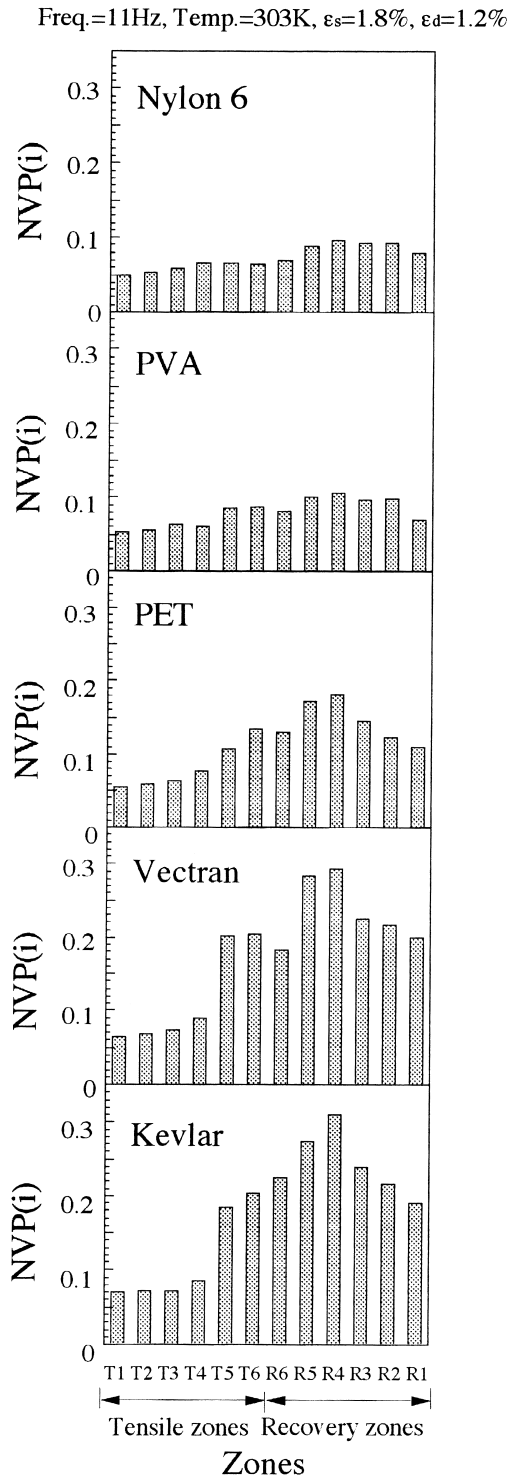 Freq.=11Hz, Temp.=303K, εs=1.8%, εd=1.2%
NVP(i)
0.3
0.2
0.1
0
Nylon 6
NVP(i)
0.3
0.2
0.1
0
PVA
NVP(i)
0.3
0.2
0.1
0
PET
NVP(i)
0.3
0.2
0.1
0
Vectran
NVP(i)
0.3
0.2
0.1
0
Kevlar
T1 T2 T3 T4 T5 T6 R6 R5 R4 R3 R2 R1
Tensile zones Recovery zones
Zones